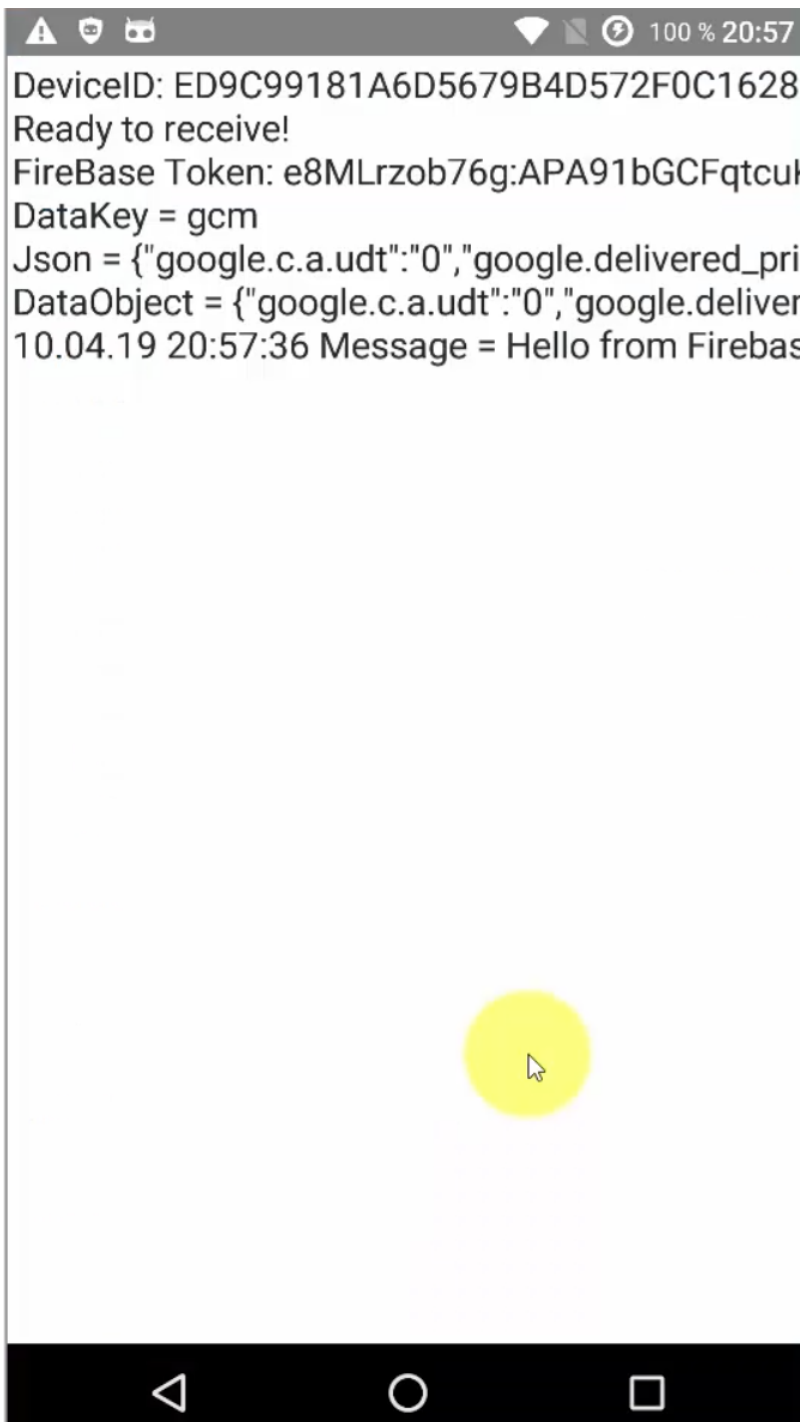 100 % 20:57
DeviceID: ED9C99181A6D5679B4D572F0C1628
Ready to receive!
FireBase Token: e8MLrzob76g:APA91bGCFqtcu
DataKey = gcm
Json = {"google.c.a.udt":"0","google.delivered_pri
DataObject = {"google.c.a.udt":"0","google.deliver
10.04.19 20:57:36 Message = Hello from Firebas